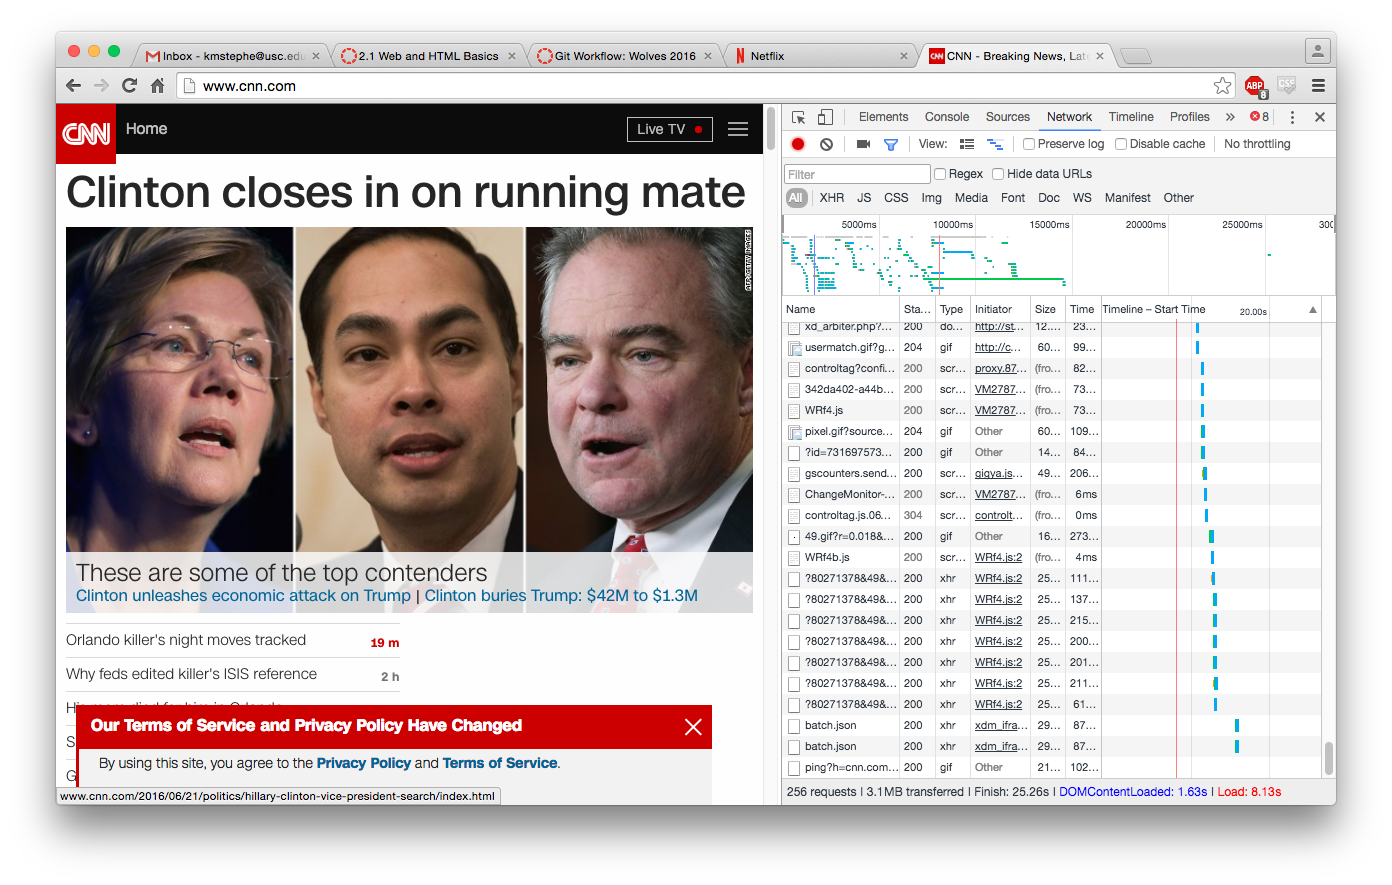 Inbox - kmstephe@usc.edu
2.1 Web and HTML Basics
Git Workflow: Wolves 2016
Netflix
CNN - Breaking News, Late
www.cnn.com
ABP
8
CNN
Home
Live TV
Clinton closes in on running mate
AFP/GETTY IMAGES
These are some of the top contenders
Clinton unleashes economic attack on Trump | Clinton buries Trump: $42M to $1.3M
Orlando killer's night moves tracked
19 m
Why feds edited killer's ISIS reference
2 h
S
G
Our Terms of Service and Privacy Policy Have Changed
By using this site, you agree to the Privacy Policy and Terms of Service.
www.cnn.com/2016/06/21/politics/hillary-clinton-vice-president-search/index.html
Elements Console Sources Network Timeline Profiles » 8
View: Preserve log Disable cache No throttling
Filter Regex Hide data URLs
All XHR JS CSS Img Media Font Doc WS Manifest Other
5000ms 10000ms 15000ms 20000ms 25000ms 300
Name Sta... Type Initiator Size Time Timeline – Start Time 20.00s
xd_arbiter.php?... 200 do... http://st... 12.... 23...
usermatch.gif?g... 204 gif http://c... 60... 99...
controltag?confi... 200 scr... proxy.87... (fro... 82...
342da402-a44b... 200 scr... VM2787... (fro... 73...
WRf4.js 200 scr... VM2787... (fro... 73...
pixel.gif?source... 204 gif Other 60... 109...
?id=731697573... 200 gif Other 14... 84...
gscounters.send... 200 scr... gigya.js... 49... 206...
ChangeMonitor-... 200 scr... VM2787... (fro... 6ms
controltag.js.06... 304 scr... controlt... (fro... 0ms
49.gif?r=0.018&... 200 gif Other 16... 273...
WRf4b.js 200 scr... WRf4.js:2 (fro... 4ms
?80271378&49&... 200 xhr WRf4.js:2 25... 111...
?80271378&49&... 200 xhr WRf4.js:2 25... 137...
?80271378&49&... 200 xhr WRf4.js:2 25... 215...
?80271378&49&... 200 xhr WRf4.js:2 25... 200...
?80271378&49&... 200 xhr WRf4.js:2 25... 201...
?80271378&49&... 200 xhr WRf4.js:2 25... 211...
?80271378&49&... 200 xhr WRf4.js:2 25... 61...
batch.json 200 xhr xdm_ifra... 29... 87...
batch.json 200 xhr xdm_ifra... 29... 87...
ping?h=cnn.com... 200 gif Other 21... 102...
256 requests | 3.1MB transferred | Finish: 25.26s | DOMContentLoaded: 1.63s | Load: 8.13s